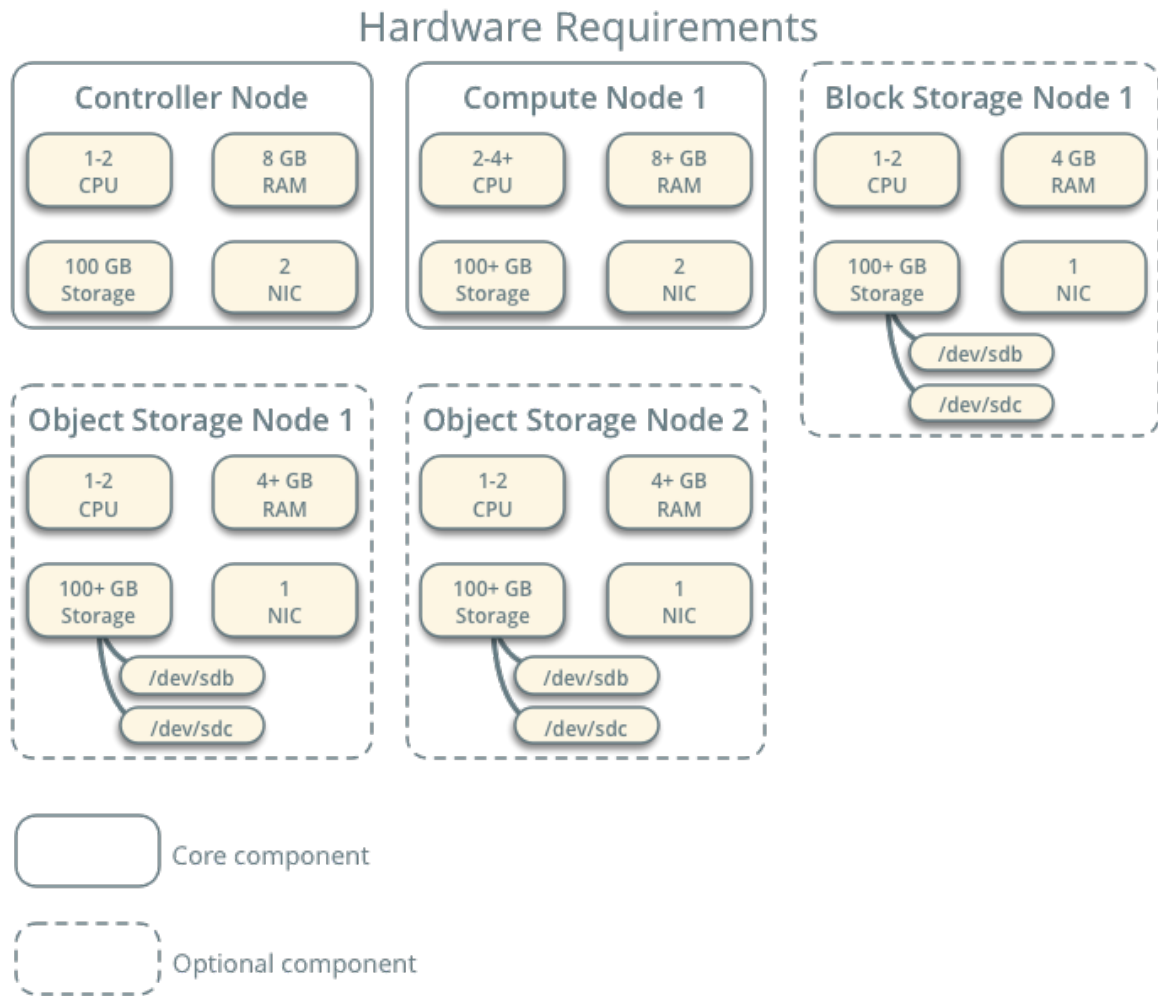 Hardware Requirements
Controller Node
1-2
CPU
8 GB
RAM
100 GB
Storage
2
NIC
Compute Node 1
2-4+
CPU
8+ GB
RAM
100+ GB
Storage
2
NIC
Block Storage Node 1
1-2
CPU
4 GB
RAM
100+ GB
Storage
1
NIC
/dev/sdb
/dev/sdc
Object Storage Node 1
1-2
CPU
4+ GB
RAM
100+ GB
Storage
1
NIC
/dev/sdb
/dev/sdc
Object Storage Node 2
1-2
CPU
4+ GB
RAM
100+ GB
Storage
1
NIC
/dev/sdb
/dev/sdc
Core component
Optional component